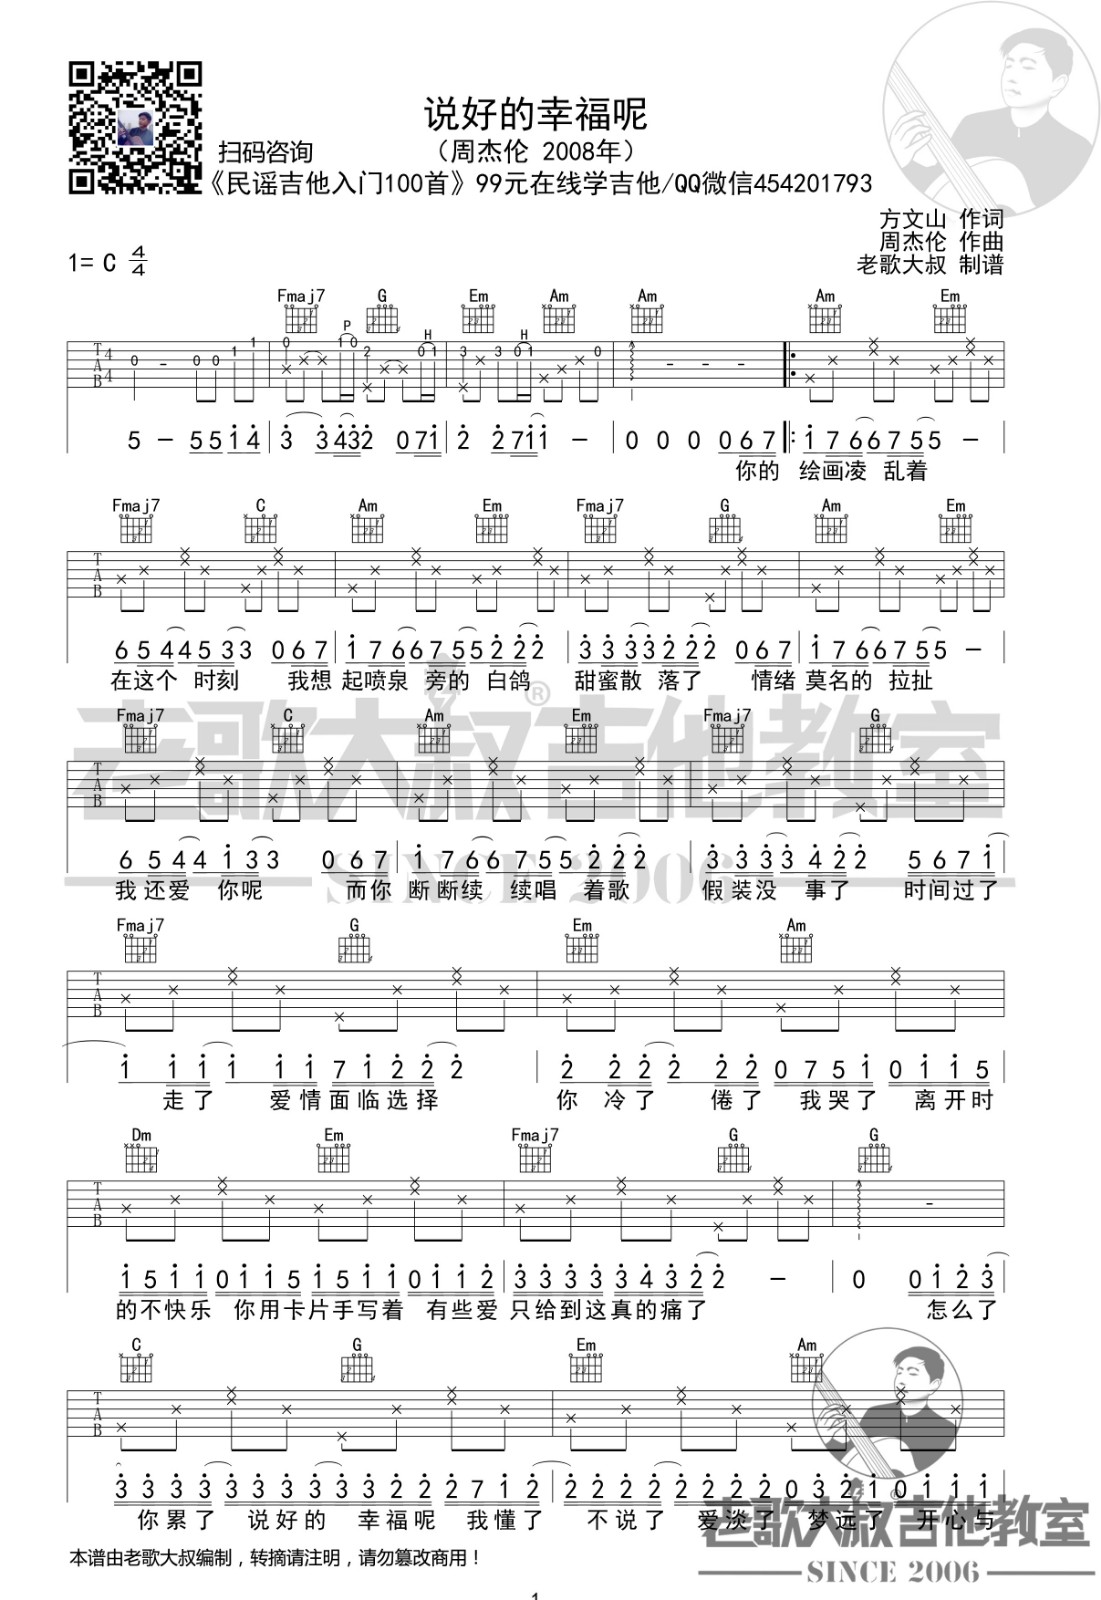 说好的幸福呢
扫码咨询 （周杰伦 2008年）
《民谣吉他入门100首》99元在线学吉他/QQ微信454201793
方文山 作词
周杰伦 作曲
老歌大叔 制谱
1= C 4/4
Fmaj7 G Em Am Am Am Em
P H H
5 — 5 5 1 4 3 3 4 3 2 0 7 1 2 2 7 1 1 — 0 0 0 0 6 7 1 7 6 6 7 5 5 —
你的 绘画凌 乱着
Fmaj7 C Am Em Fmaj7 G Am Em
6 5 4 4 5 3 3 0 6 7 1 7 6 6 7 5 5 2 2 2 3 3 3 3 2 2 2 0 6 7 1 7 6 6 7 5 5 —
在这个 时刻 我想 起喷泉 旁的 白鸽 甜蜜散 落了 情绪 莫名的 拉扯
老歌大叔吉他教室 ®
Fmaj7 C Am Em Fmaj7 G
6 5 4 4 1 3 3 0 6 7 1 7 6 6 7 5 5 2 2 2 3 3 3 3 4 2 2 5 6 7 1
SINCE 2006
我 还爱 你呢 而你 断断续 续唱 着歌 假装没 事了 时间过了
Fmaj7 G Em Am
1 1 1 1 1 1 7 1 2 2 2 2 2 2 2 2 2 2 0 7 5 1 0 1 1 5
走了 爱情面临选择 你 冷了 倦了 我哭了 离开时
Dm Em Fmaj7 G G
1 5 1 1 0 1 1 5 1 5 1 1 0 1 1 2 3 3 3 3 3 4 3 2 2 — 0 0 1 2 3
的不快乐 你用卡片手写着 有些爱 只给到这真的痛了 怎么了
C G Em Am
3 3 3 3 3 3 3 3 3 3 3 2 2 2 7 1 2 2 2 2 2 2 2 2 2 0 3 2 1 0 1 1 1
你累了 说好的 幸福呢 我懂了 不说了 爱淡了 梦远了 开心与
老歌大叔吉他教室
本谱由老歌大叔编制，转摘请注明，请勿篡改商用！
SINCE 2006
1